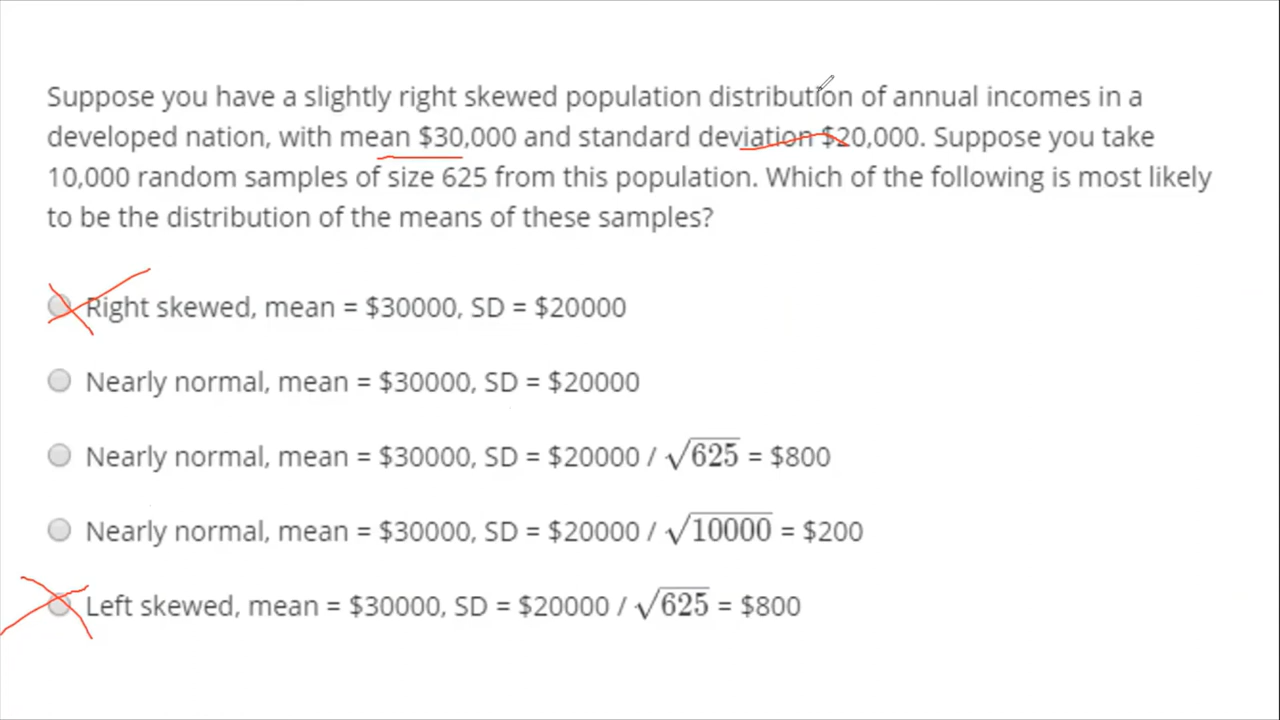 Suppose you have a slightly right skewed population distribution of annual incomes in a
developed nation, with mean $30,000 and standard deviation $20,000. Suppose you take
10,000 random samples of size 625 from this population. Which of the following is most likely
to be the distribution of the means of these samples?
Right skewed, mean = $30000, SD = $20000
Nearly normal, mean = $30000, SD = $20000
Nearly normal, mean = $30000, SD = $20000 / √625 = $800
Nearly normal, mean = $30000, SD = $20000 / √10000 = $200
Left skewed, mean = $30000, SD = $20000 / √625 = $800